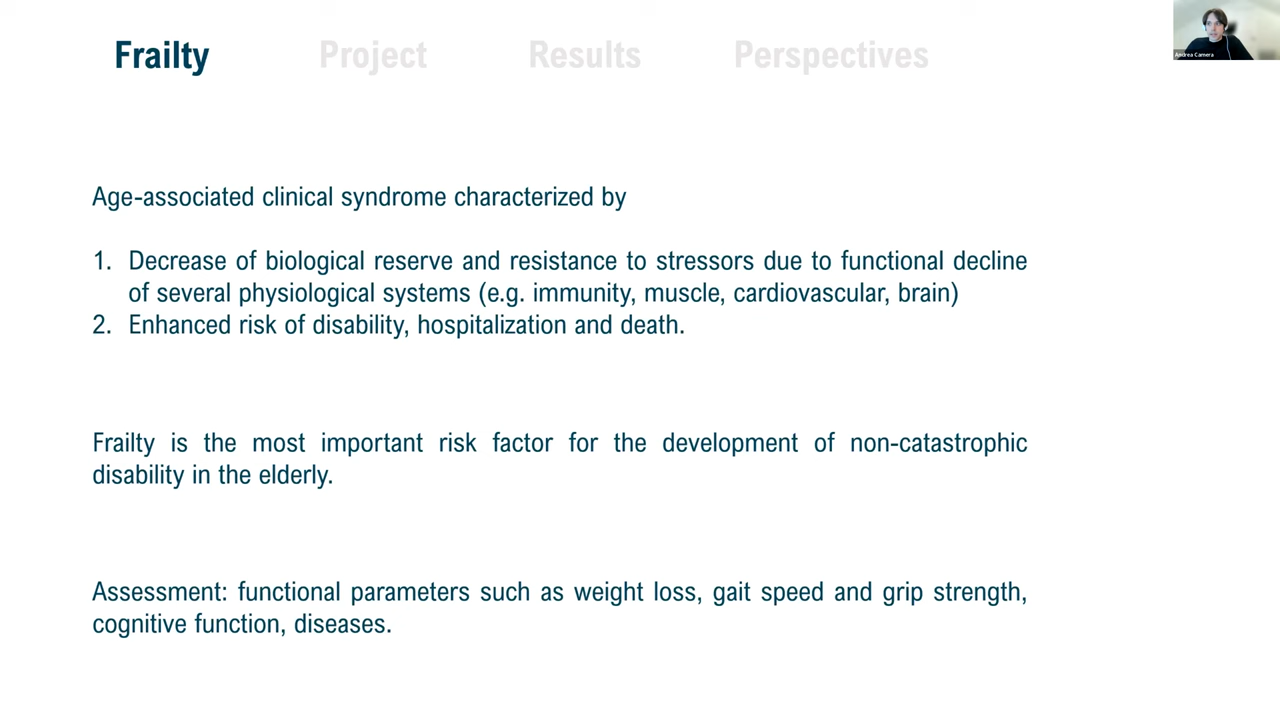 Frailty Project Results Perspectives
Andrea Camera
Age-associated clinical syndrome characterized by
1. Decrease of biological reserve and resistance to stressors due to functional decline
of several physiological systems (e.g. immunity, muscle, cardiovascular, brain)
2. Enhanced risk of disability, hospitalization and death.
Frailty is the most important risk factor for the development of non-catastrophic
disability in the elderly.
Assessment: functional parameters such as weight loss, gait speed and grip strength,
cognitive function, diseases.